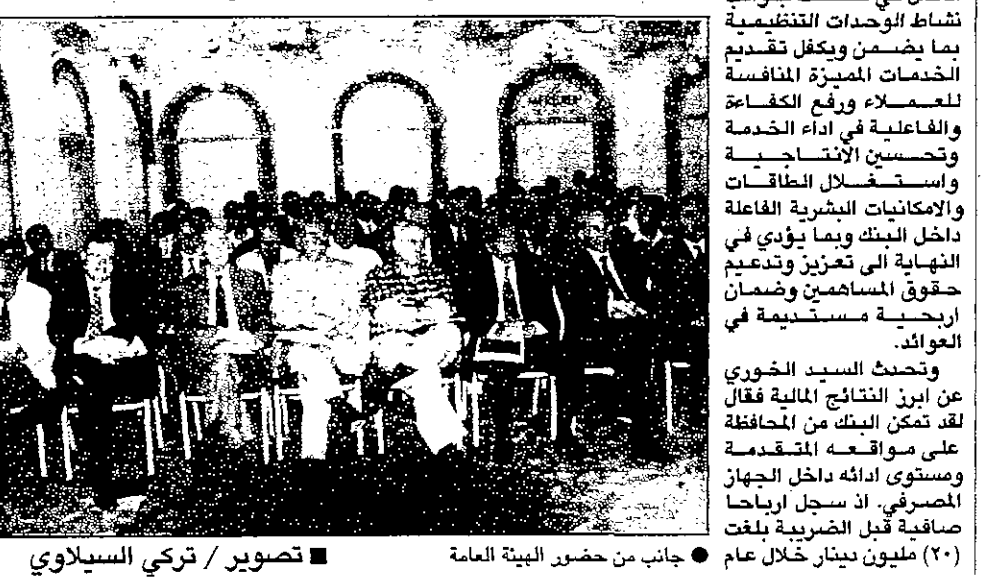 نشاط الوحدات التنظيمية
بما يضمن ويكفل تقديم
الخدمات المميزة المنافسة
للعملاء ورفع الكفاءة
والفاعلية في اداء الخدمة
وتحسين الانتاجية
واستغلال الطاقات
والامكانيات البشرية الفاعلة
داخل البنك وبما يؤدي في
النهاية الى تعزيز وتدعيم
حقوق المساهمين وضمان
اربحية مستديمة في
العوائد.
وتحدث السيد الخوري
عن ابرز النتائج المالية فقال
لقد تمكن البنك من المحافظة
على مواقعه المتقدمة
ومستوى ادائه داخل الجهاز
المصرفي. اذ سجل ارباحا
صافية قبل الضريبة بلغت
(٢٠) مليون دينار خلال عام
● جانب من حضور الهيئة العامة
■ تصوير / تركي السيلاوي